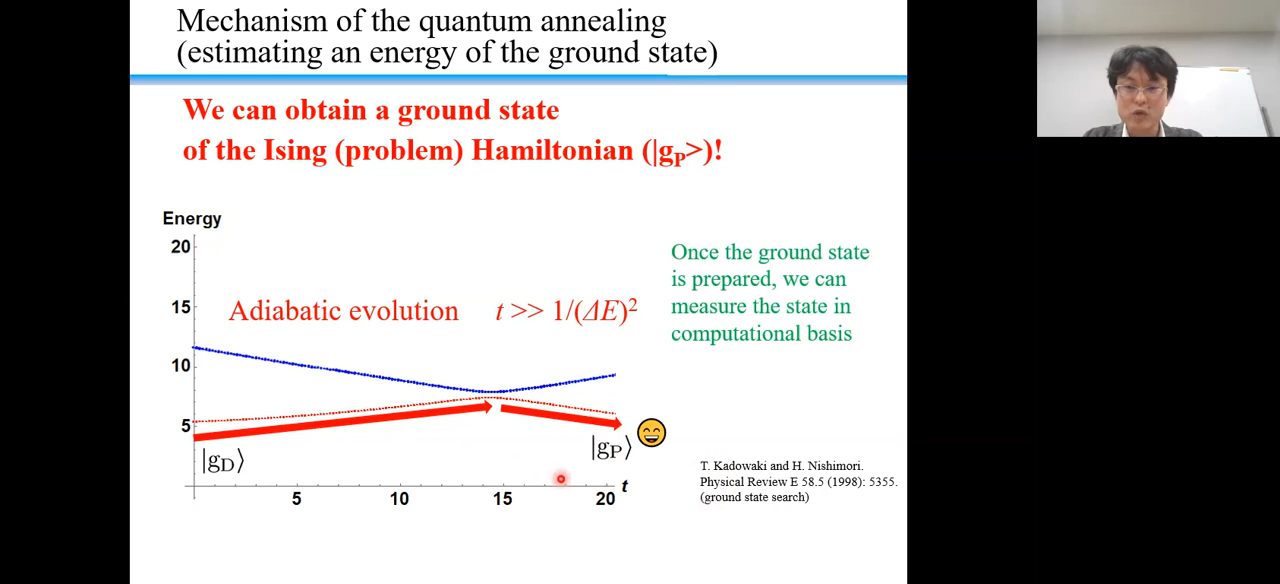 Mechanism of the quantum annealing
(estimating an energy of the ground state)
We can obtain a ground state
of the Ising (problem) Hamiltonian (|gP>)!
Energy
20
15
10
5
Adiabatic evolution t >> 1/(ΔE)²
Once the ground state
is prepared, we can
measure the state in
computational basis
|gD⟩
|gP⟩
5 10 15 20 t
T. Kadowaki and H. Nishimori.
Physical Review E 58.5 (1998): 5355.
(ground state search)